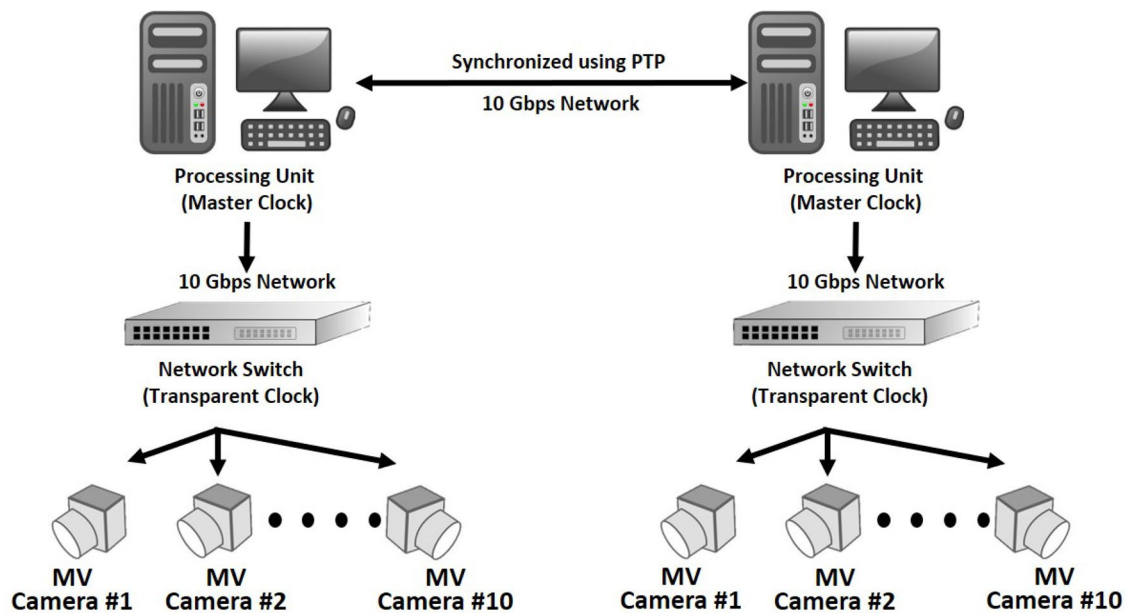 Synchronized using PTP
10 Gbps Network
Processing Unit
(Master Clock)
Processing Unit
(Master Clock)
10 Gbps Network
10 Gbps Network
Network Switch
(Transparent Clock)
Network Switch
(Transparent Clock)
MV
Camera #1
MV
Camera #2
MV
Camera #10
MV
Camera #1
MV
Camera #2
MV
Camera #10